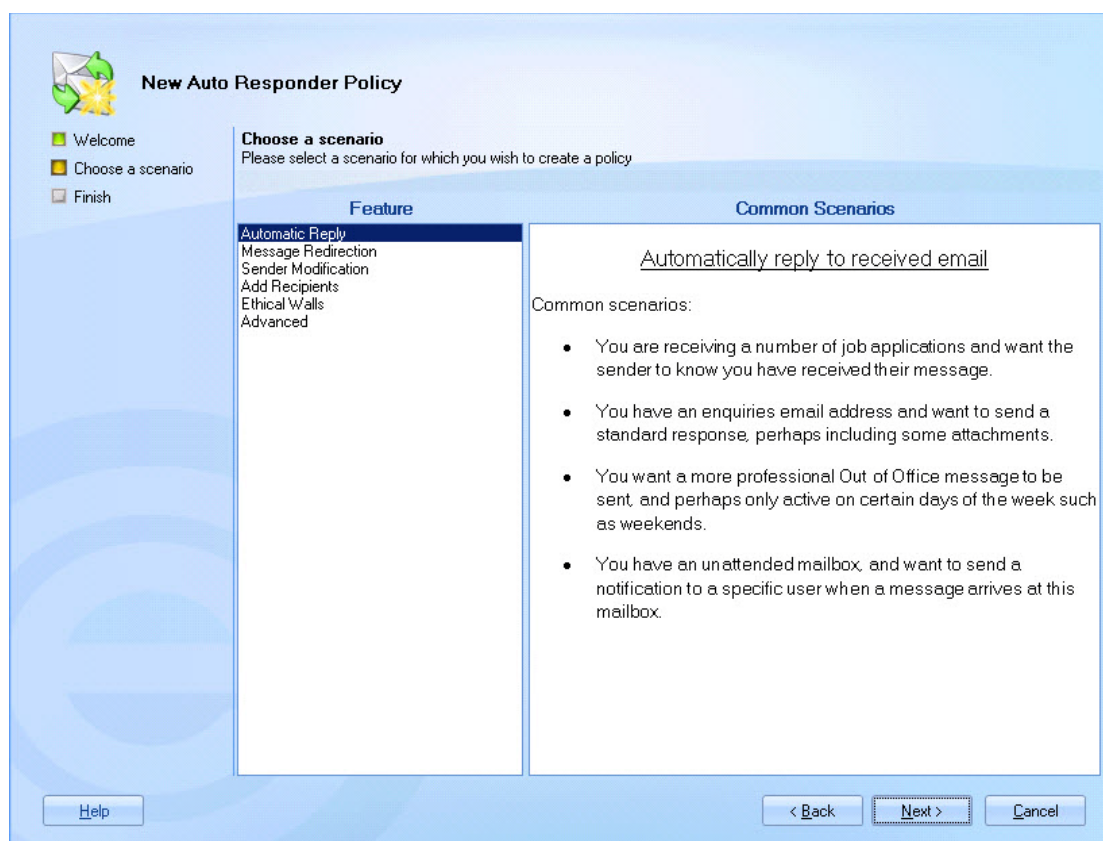 New Auto Responder Policy
Welcome
Choose a scenario
Finish
Choose a scenario
Please select a scenario for which you wish to create a policy
Feature
Automatic Reply
Message Redirection
Sender Modification
Add Recipients
Ethical Walls
Advanced
Common Scenarios
Automatically reply to received email
Common scenarios:
• You are receiving a number of job applications and want the
sender to know you have received their message.
• You have an enquiries email address and want to send a
standard response, perhaps including some attachments.
• You want a more professional Out of Office message to be
sent, and perhaps only active on certain days of the week such
as weekends.
• You have an unattended mailbox, and want to send a
notification to a specific user when a message arrives at this
mailbox.
Help
< Back
Next >
Cancel